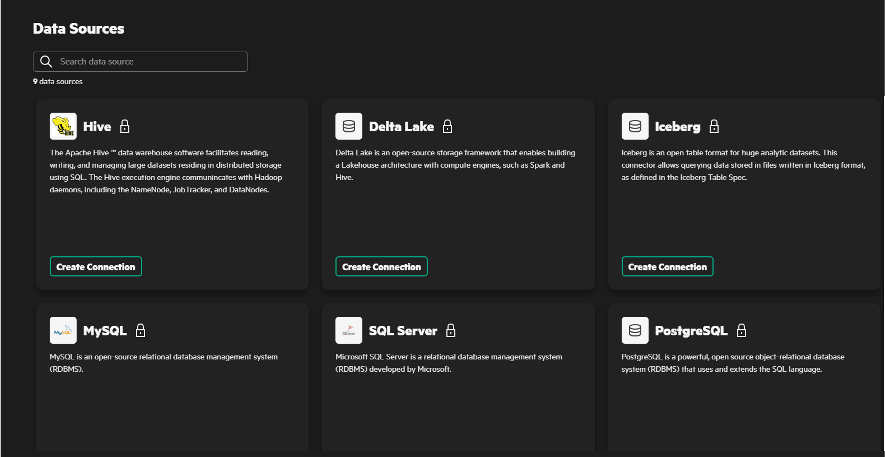 Data Sources
Search data source
9 data sources
Hive
The Apache Hive ™ data warehouse software facilitates reading,
writing, and managing large datasets residing in distributed storage
using SQL. The Hive execution engine communincates with Hadoop
daemons, including the NameNode, JobTracker, and DataNodes.
Create Connection
Delta Lake
Delta Lake is an open-source storage framework that enables building
a Lakehouse architecture with compute engines, such as Spark and
Hive.
Create Connection
Iceberg
Iceberg is an open table format for huge analytic datasets. This
connector allows querying data stored in files written in Iceberg format,
as defined in the Iceberg Table Spec.
Create Connection
MySQL
MySQL
MySQL is an open-source relational database management system
(RDBMS).
SQL Server
Microsoft SQL Server is a relational database management system
(RDBMS) developed by Microsoft.
PostgreSQL
PostgreSQL is a powerful, open source object-relational database
system (RDBMS) that uses and extends the SQL language.